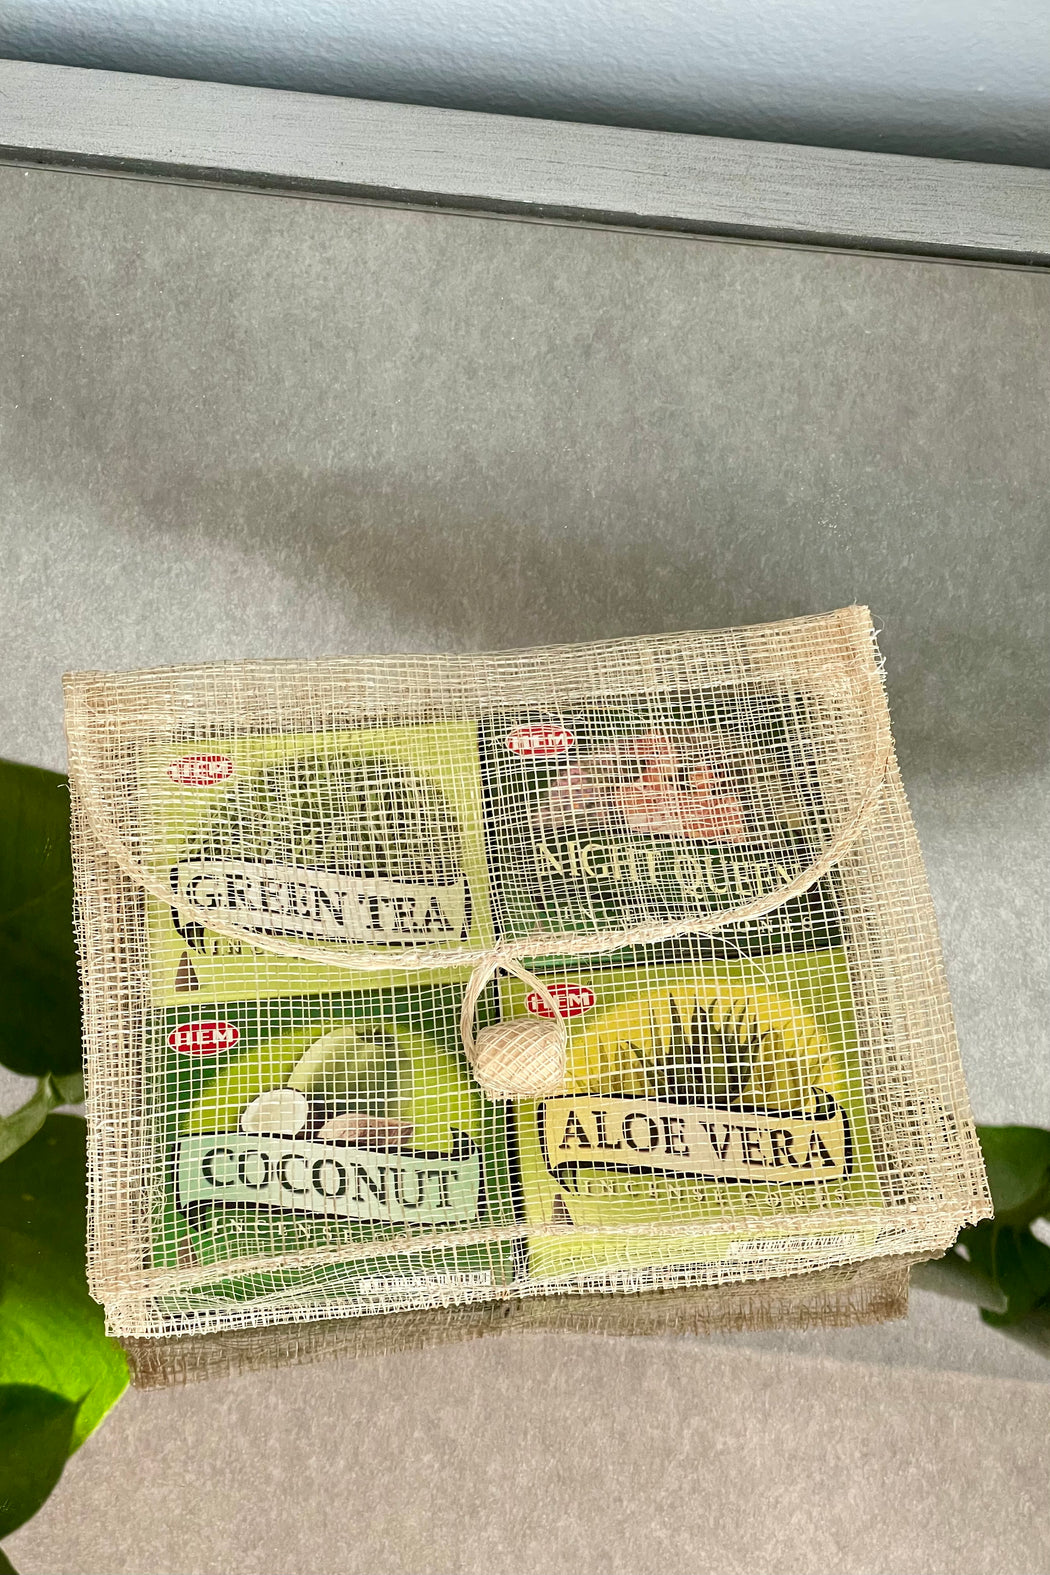 HEM
GREEN TEA
HEM
NIGHT QUEEN
HEM
COCONUT
HEM
ALOE VERA
INCENSE CONES